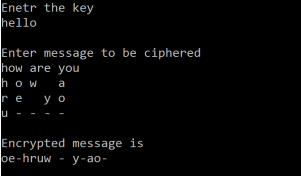 Enetr the key
hello
Enter message to be ciphered
how are you
h o w   a
r e   y o
u - - - -
Encrypted message is
oe-hruw - y-ao-